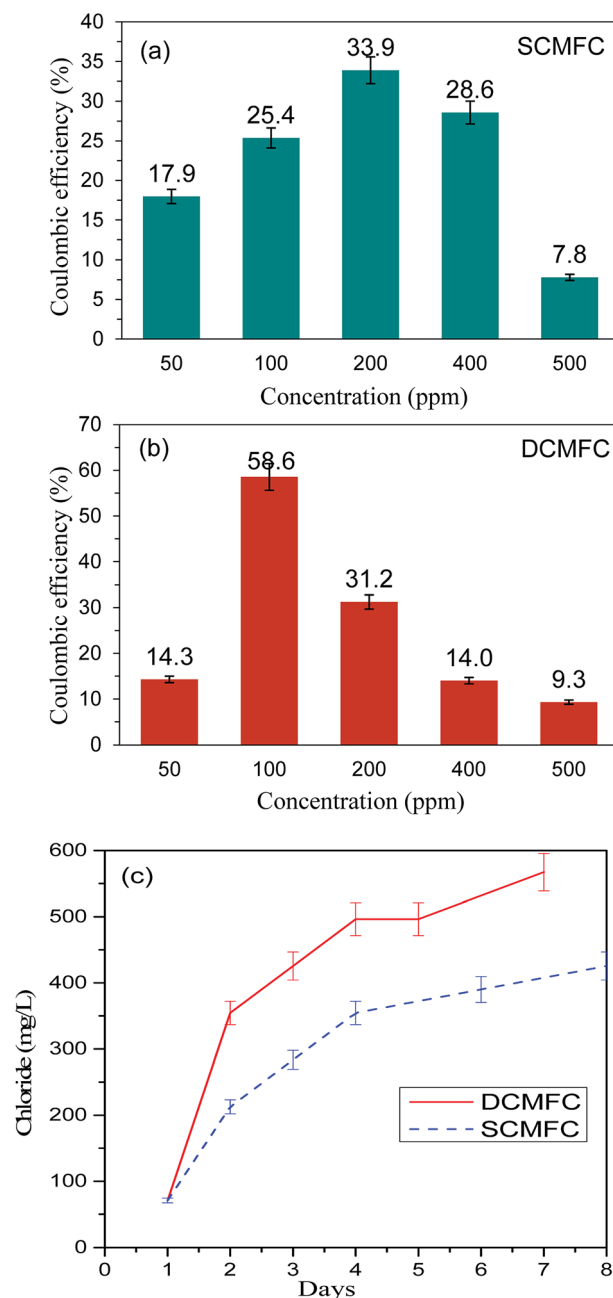 (a) SCMFC
Coulombic efficiency (%)
40
35
30
25
20
15
10
5
0
17.9
25.4
33.9
28.6
7.8
50 100 200 400 500
Concentration (ppm)
(b) DCMFC
Coulombic efficiency (%)
70
60
50
40
30
20
10
0
14.3
58.6
31.2
14.0
9.3
50 100 200 400 500
Concentration (ppm)
(c)
Chloride (mg/L)
600
500
400
300
200
100
0
DCMFC
SCMFC
0 1 2 3 4 5 6 7 8
Days